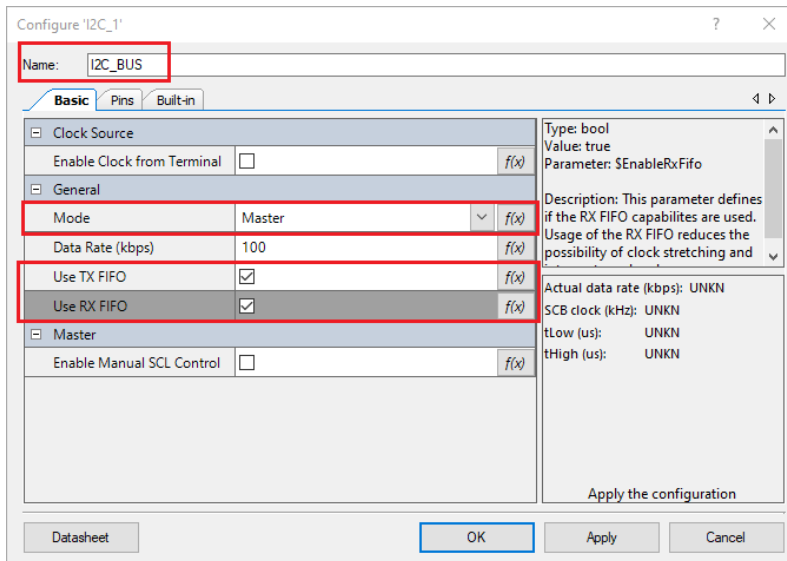 Configure 'I2C_1'
Name: I2C_BUS
Basic Pins Built-in
Clock Source
Enable Clock from Terminal f(x)
General
Mode Master f(x)
Data Rate (kbps) 100 f(x)
Use TX FIFO f(x)
Use RX FIFO f(x)
Master
Enable Manual SCL Control f(x)
Type: bool
Value: true
Parameter: $EnableRxFifo
Description: This parameter defines
if the RX FIFO capabilites are used.
Usage of the RX FIFO reduces the
possibility of clock stretching and
Actual data rate (kbps): UNKN
SCB clock (kHz): UNKN
tLow (us): UNKN
tHigh (us): UNKN
Apply the configuration
Datasheet OK Apply Cancel